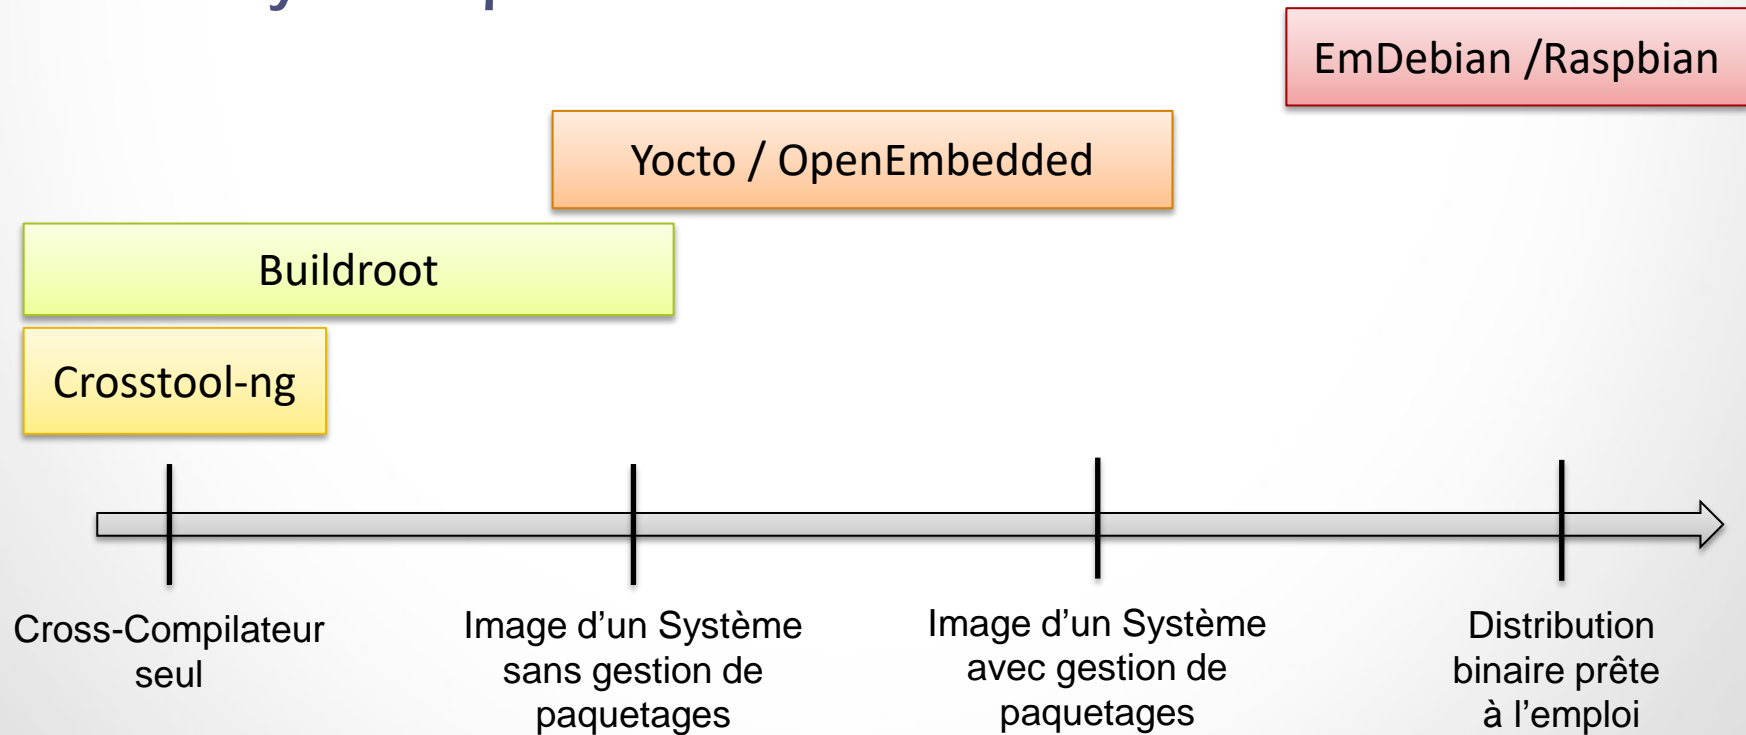 EmDebian /Raspbian
Yocto / OpenEmbedded
Buildroot
Crosstool-ng
Cross-Compilateur
seul
Image d’un Système
sans gestion de
paquetages
Image d’un Système
avec gestion de
paquetages
Distribution
binaire prête
à l’emploi